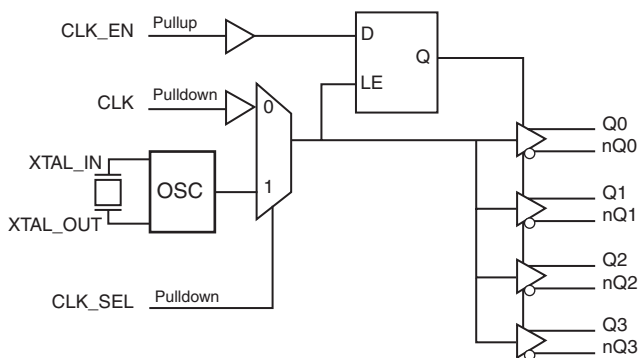 CLK_EN Pullup
D
Q
LE
CLK Pulldown
0
Q0
nQ0
XTAL_IN
OSC
1
XTAL_OUT
Q1
nQ1
Q2
nQ2
CLK_SEL Pulldown
Q3
nQ3